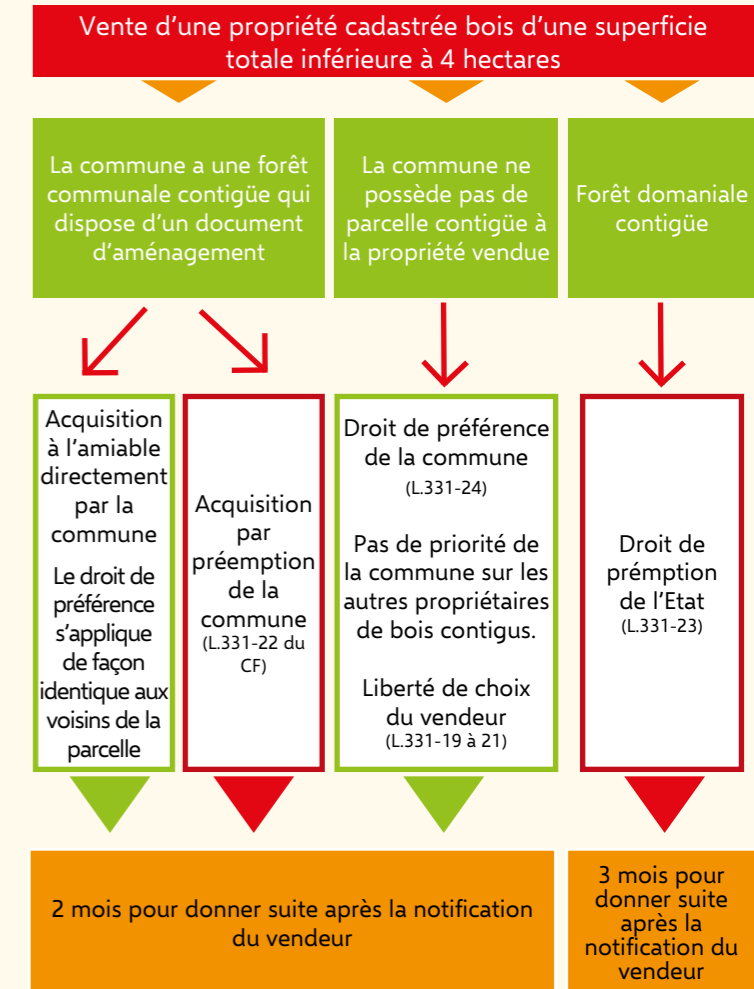 Vente d'une propriété cadastrée bois d'une superficie
totale inférieure à 4 hectares
La commune a une forêt
communale contigüe qui
dispose d'un document
d'aménagement
La commune ne
possède pas de
parcelle contigüe à
la propriété vendue
Forêt domaniale
contigüe
Acquisition
à l'amiable
directement
par la
commune
Le droit de
préférence
s'applique
de façon
identique aux
voisins de la
parcelle
Acquisition
par
préemption
de la
commune
(L.331-22 du
CF)
Droit de préférence
de la commune
(L.331-24)
Pas de priorité de
la commune sur les
autres propriétaires
de bois contigus.
Liberté de choix
du vendeur
(L.331-19 à 21)
Droit de
prémption
de l'Etat
(L.331-23)
2 mois pour donner suite après la notification
du vendeur
3 mois pour
donner suite
après la
notification du
vendeur